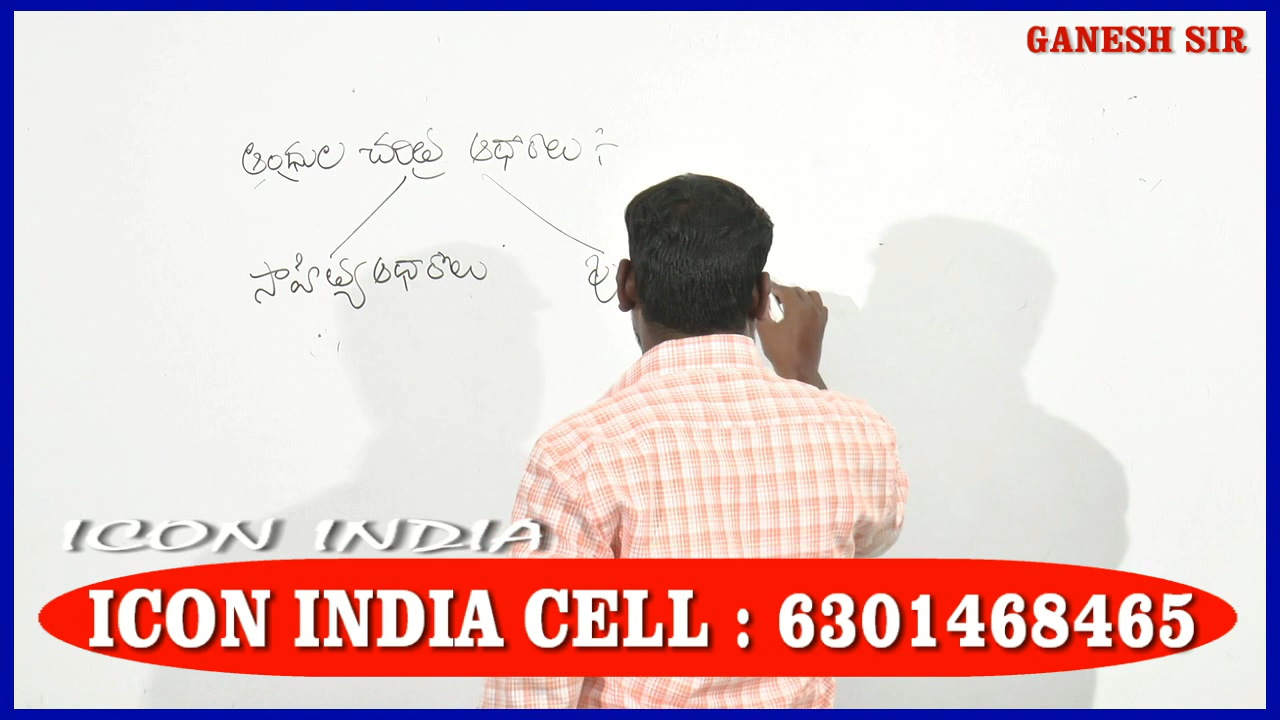 GANESH SIR
ఆంధ్రుల చరిత్ర ఆధారాలు :-
సాహిత్య ఆధారాలు
ICON INDIA
ICON INDIA CELL : 6301468465